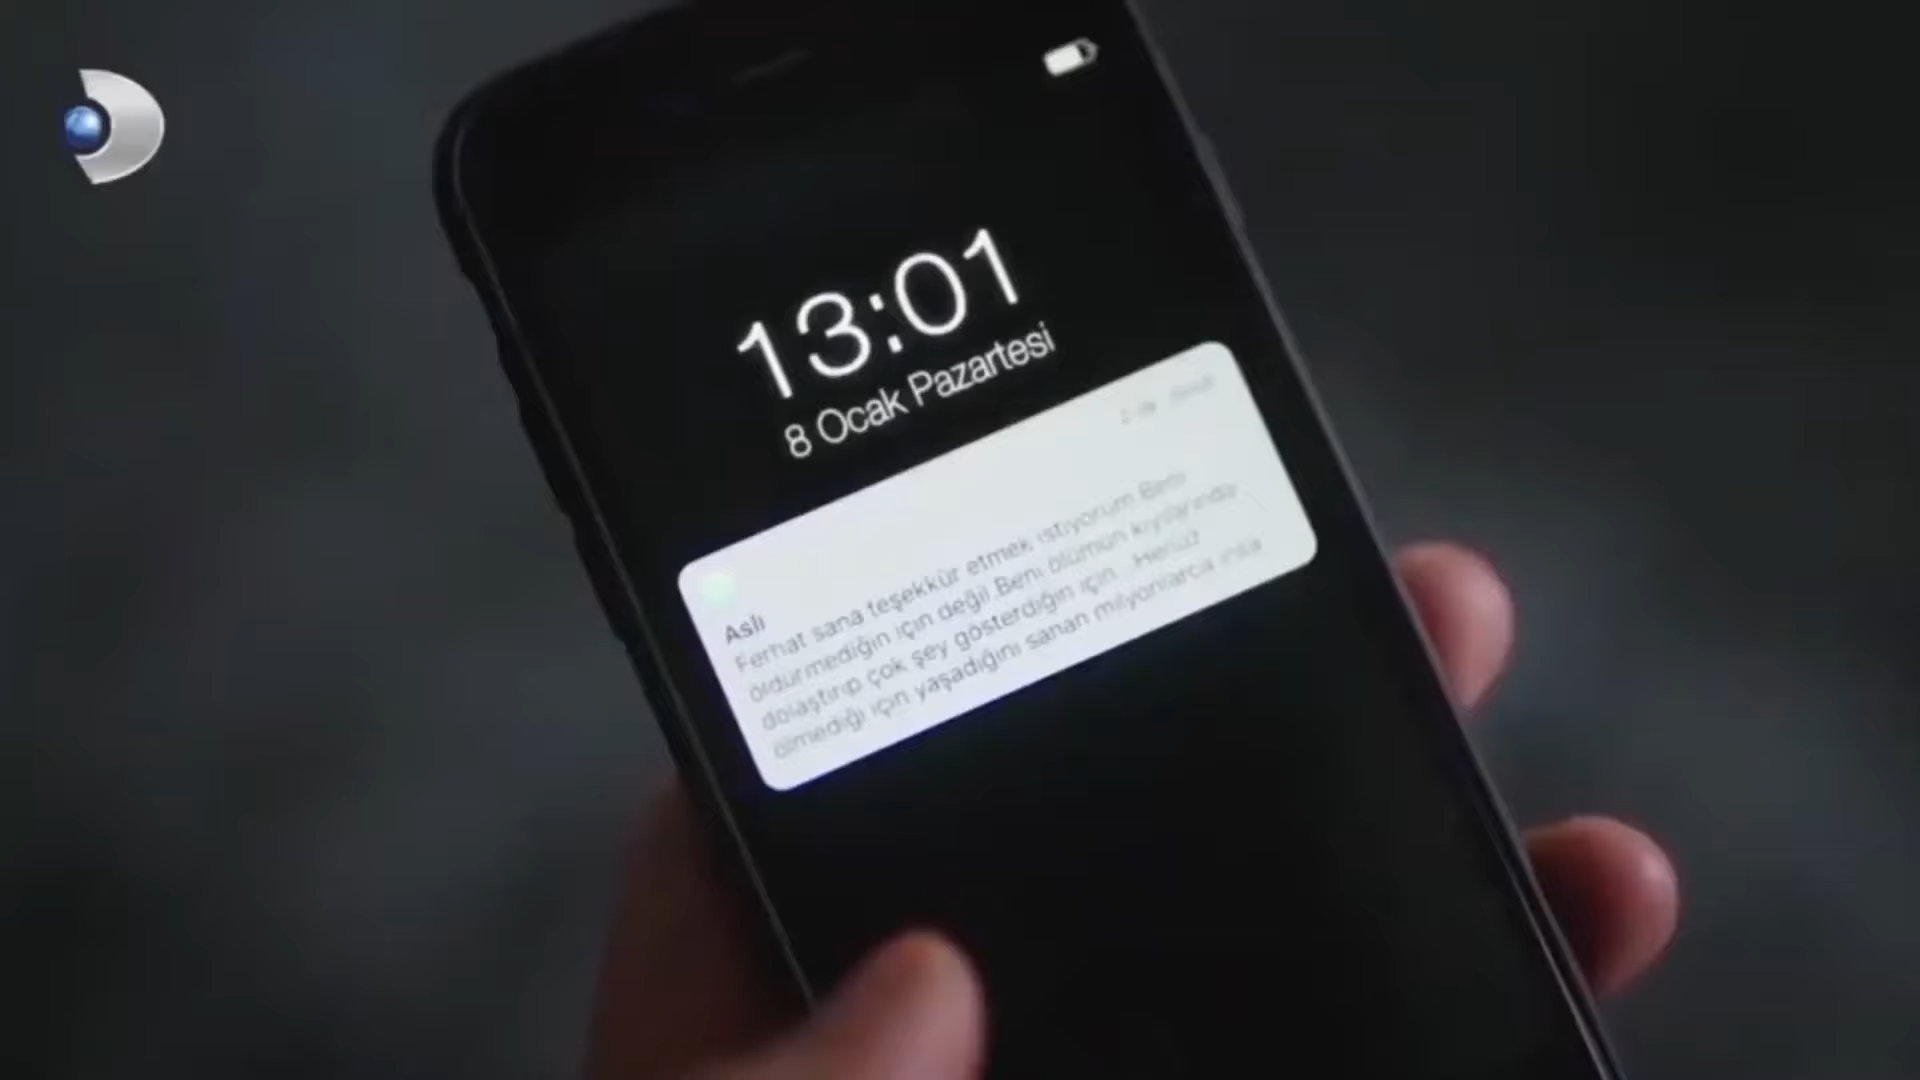 13:01
8 Ocak Pazartesi
Aslı
Ferhat sana teşekkür etmek istiyorum.Beni
öldürmediğin için değil.Beni ölümün kıyılarında
dolaştırıp çok şey gösterdiğin için . Henüz
ölmediği için yaşadığını sanan milyonlarca insa